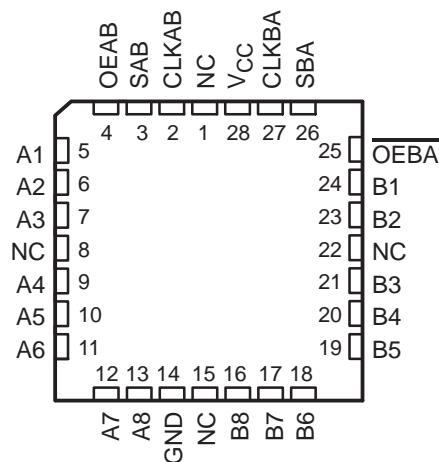 OEAB SAB CLKAB NC VCC CLKBA SBA
4 3 2 1 28 27 26
A1 5 25 OEBA
A2 6 24 B1
A3 7 23 B2
NC 8 22 NC
A4 9 21 B3
A5 10 20 B4
A6 11 19 B5
12 13 14 15 16 17 18
A7 A8 GND NC B8 B7 B6